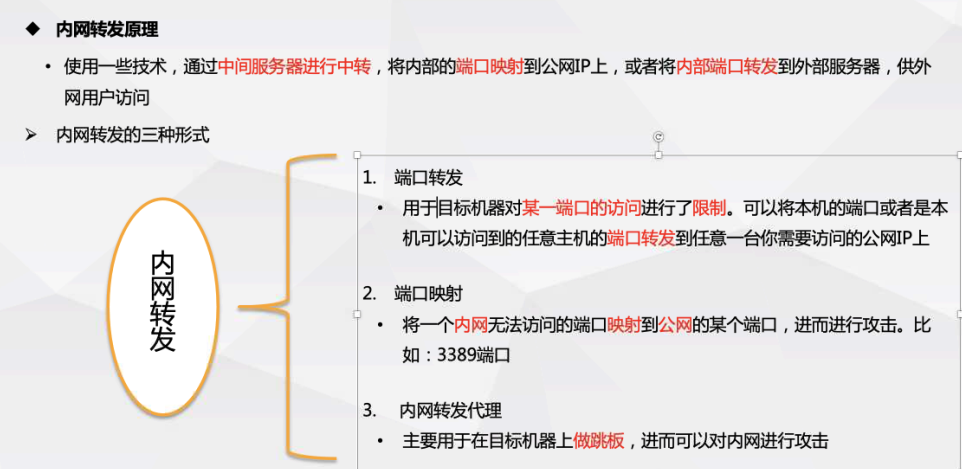 ◆ 内网转发原理
• 使用一些技术，通过中间服务器进行中转，将内部的端口映射到公网IP上，或者将内部端口转发到外部服务器，供外
网用户访问
➢ 内网转发的三种形式
内网转发
1. 端口转发
• 用于目标机器对某一端口的访问进行了限制。可以将本机的端口或者是本
机可以访问到的任意主机的端口转发到任意一台你需要访问的公网IP上
2. 端口映射
• 将一个内网无法访问的端口映射到公网的某个端口，进而进行攻击。比
如：3389端口
3. 内网转发代理
• 主要用于在目标机器上做跳板，进而可以对内网进行攻击